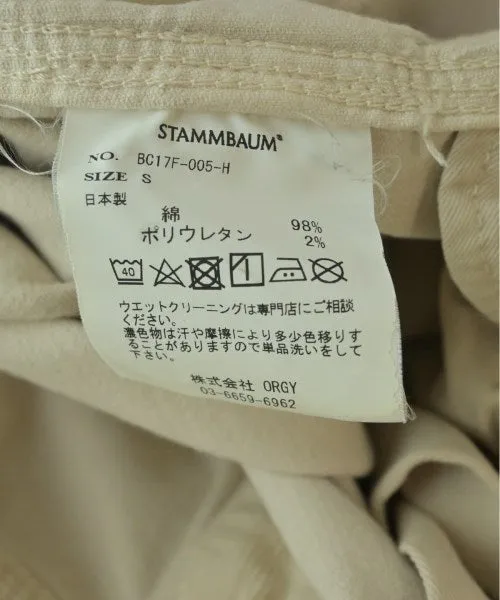 STAMMBAUM®
NO. BC17F-005-H
SIZE S
日本製
綿 98%
ポリウレタン 2%
40
ウエットクリーニングは専門店にご相談
ください。
濃色物は汗や摩擦により多少色移りす
ることがありますので単品洗いをして
下さい。
株式会社 ORGY
03-6659-6962